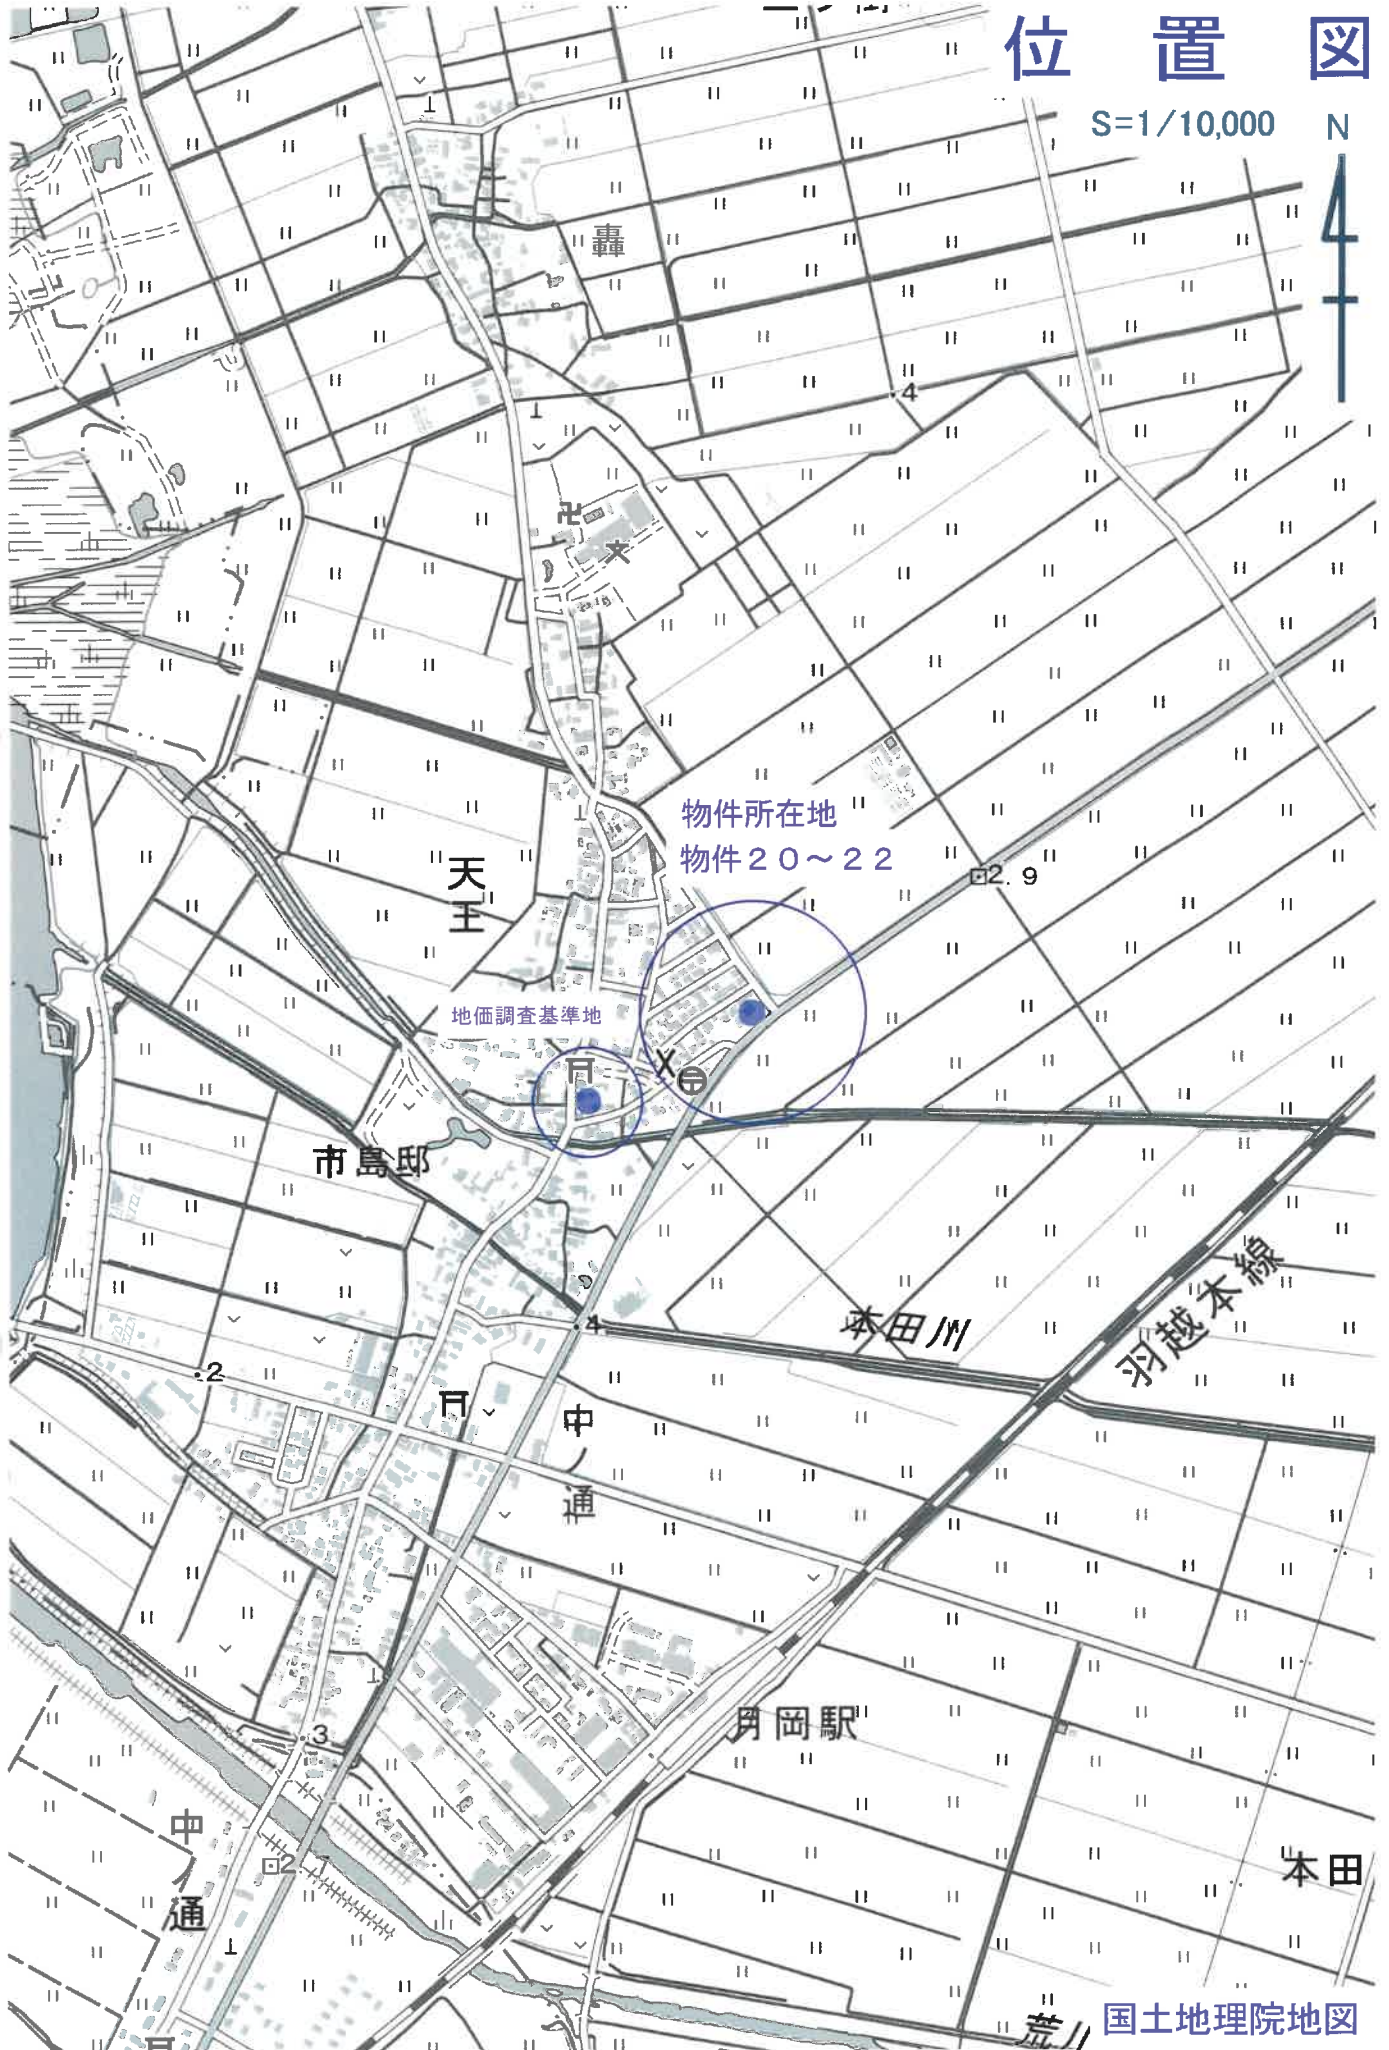 位置図
S=1/10,000
N
轟
4
物件所在地
物件20～22
2.9
天王
地価調査基準地
市島邸
本田川
羽越本線
4
2
中ノ通
月岡駅
3
中ノ通
本田
国土地理院地図